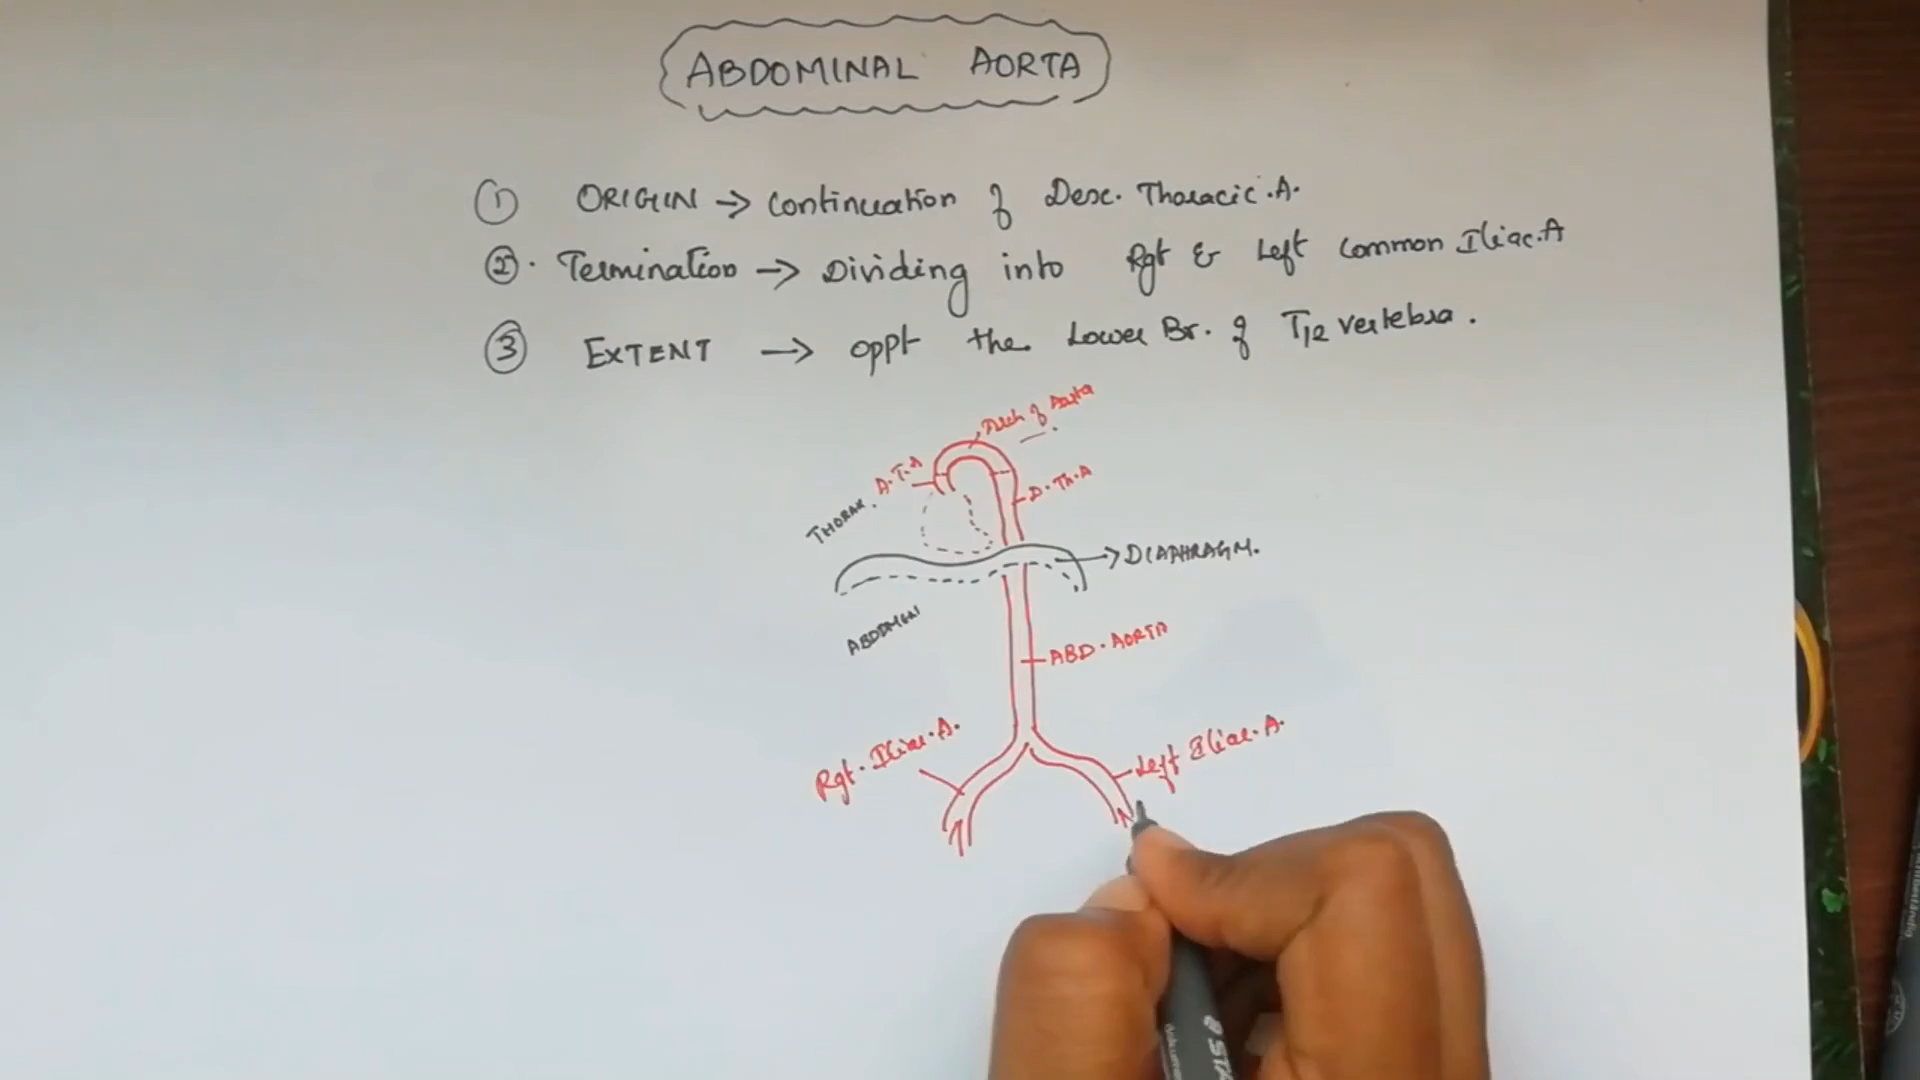 ABDOMINAL AORTA
① ORIGIN → continuation of Desc. Thoracic.A.
②. Termination → Dividing into Rgt & Left Common Iliac.A
③ EXTENT → oppt the Lower Br. of T12 vertebra.
Arch of Aorta
A.T.A
D.Th.A
THORAX.
DIAPHRAGM.
ABDOMEN
ABD. AORTA
Rgt. Iliac.A.
Left Iliac.A.